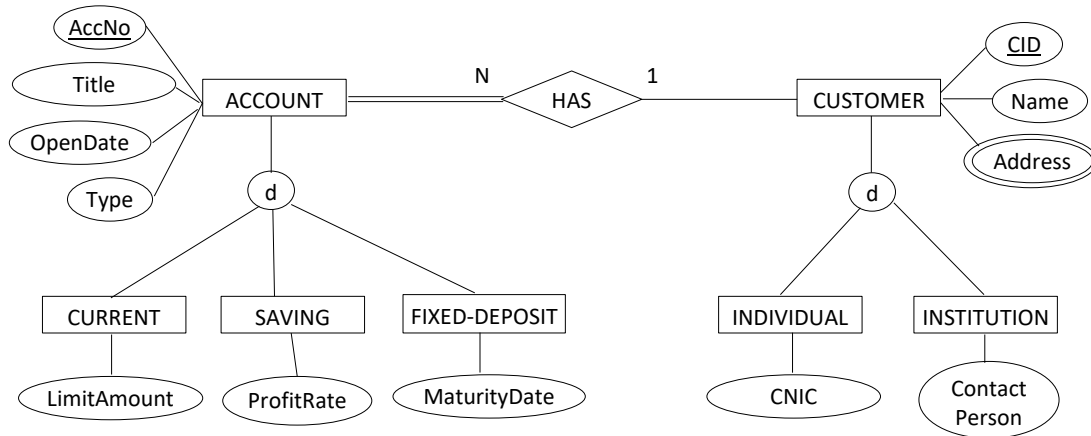 AccNo
Title
OpenDate
Type
ACCOUNT
N
HAS
1
CUSTOMER
CID
Name
Address
d
d
CURRENT
SAVING
FIXED-DEPOSIT
INDIVIDUAL
INSTITUTION
LimitAmount
ProfitRate
MaturityDate
CNIC
Contact
Person